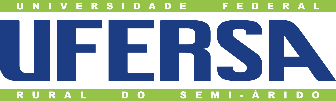 UNIVERSIDADE FEDERAL
UFERSA
RURAL DO SEMI-ÁRIDO